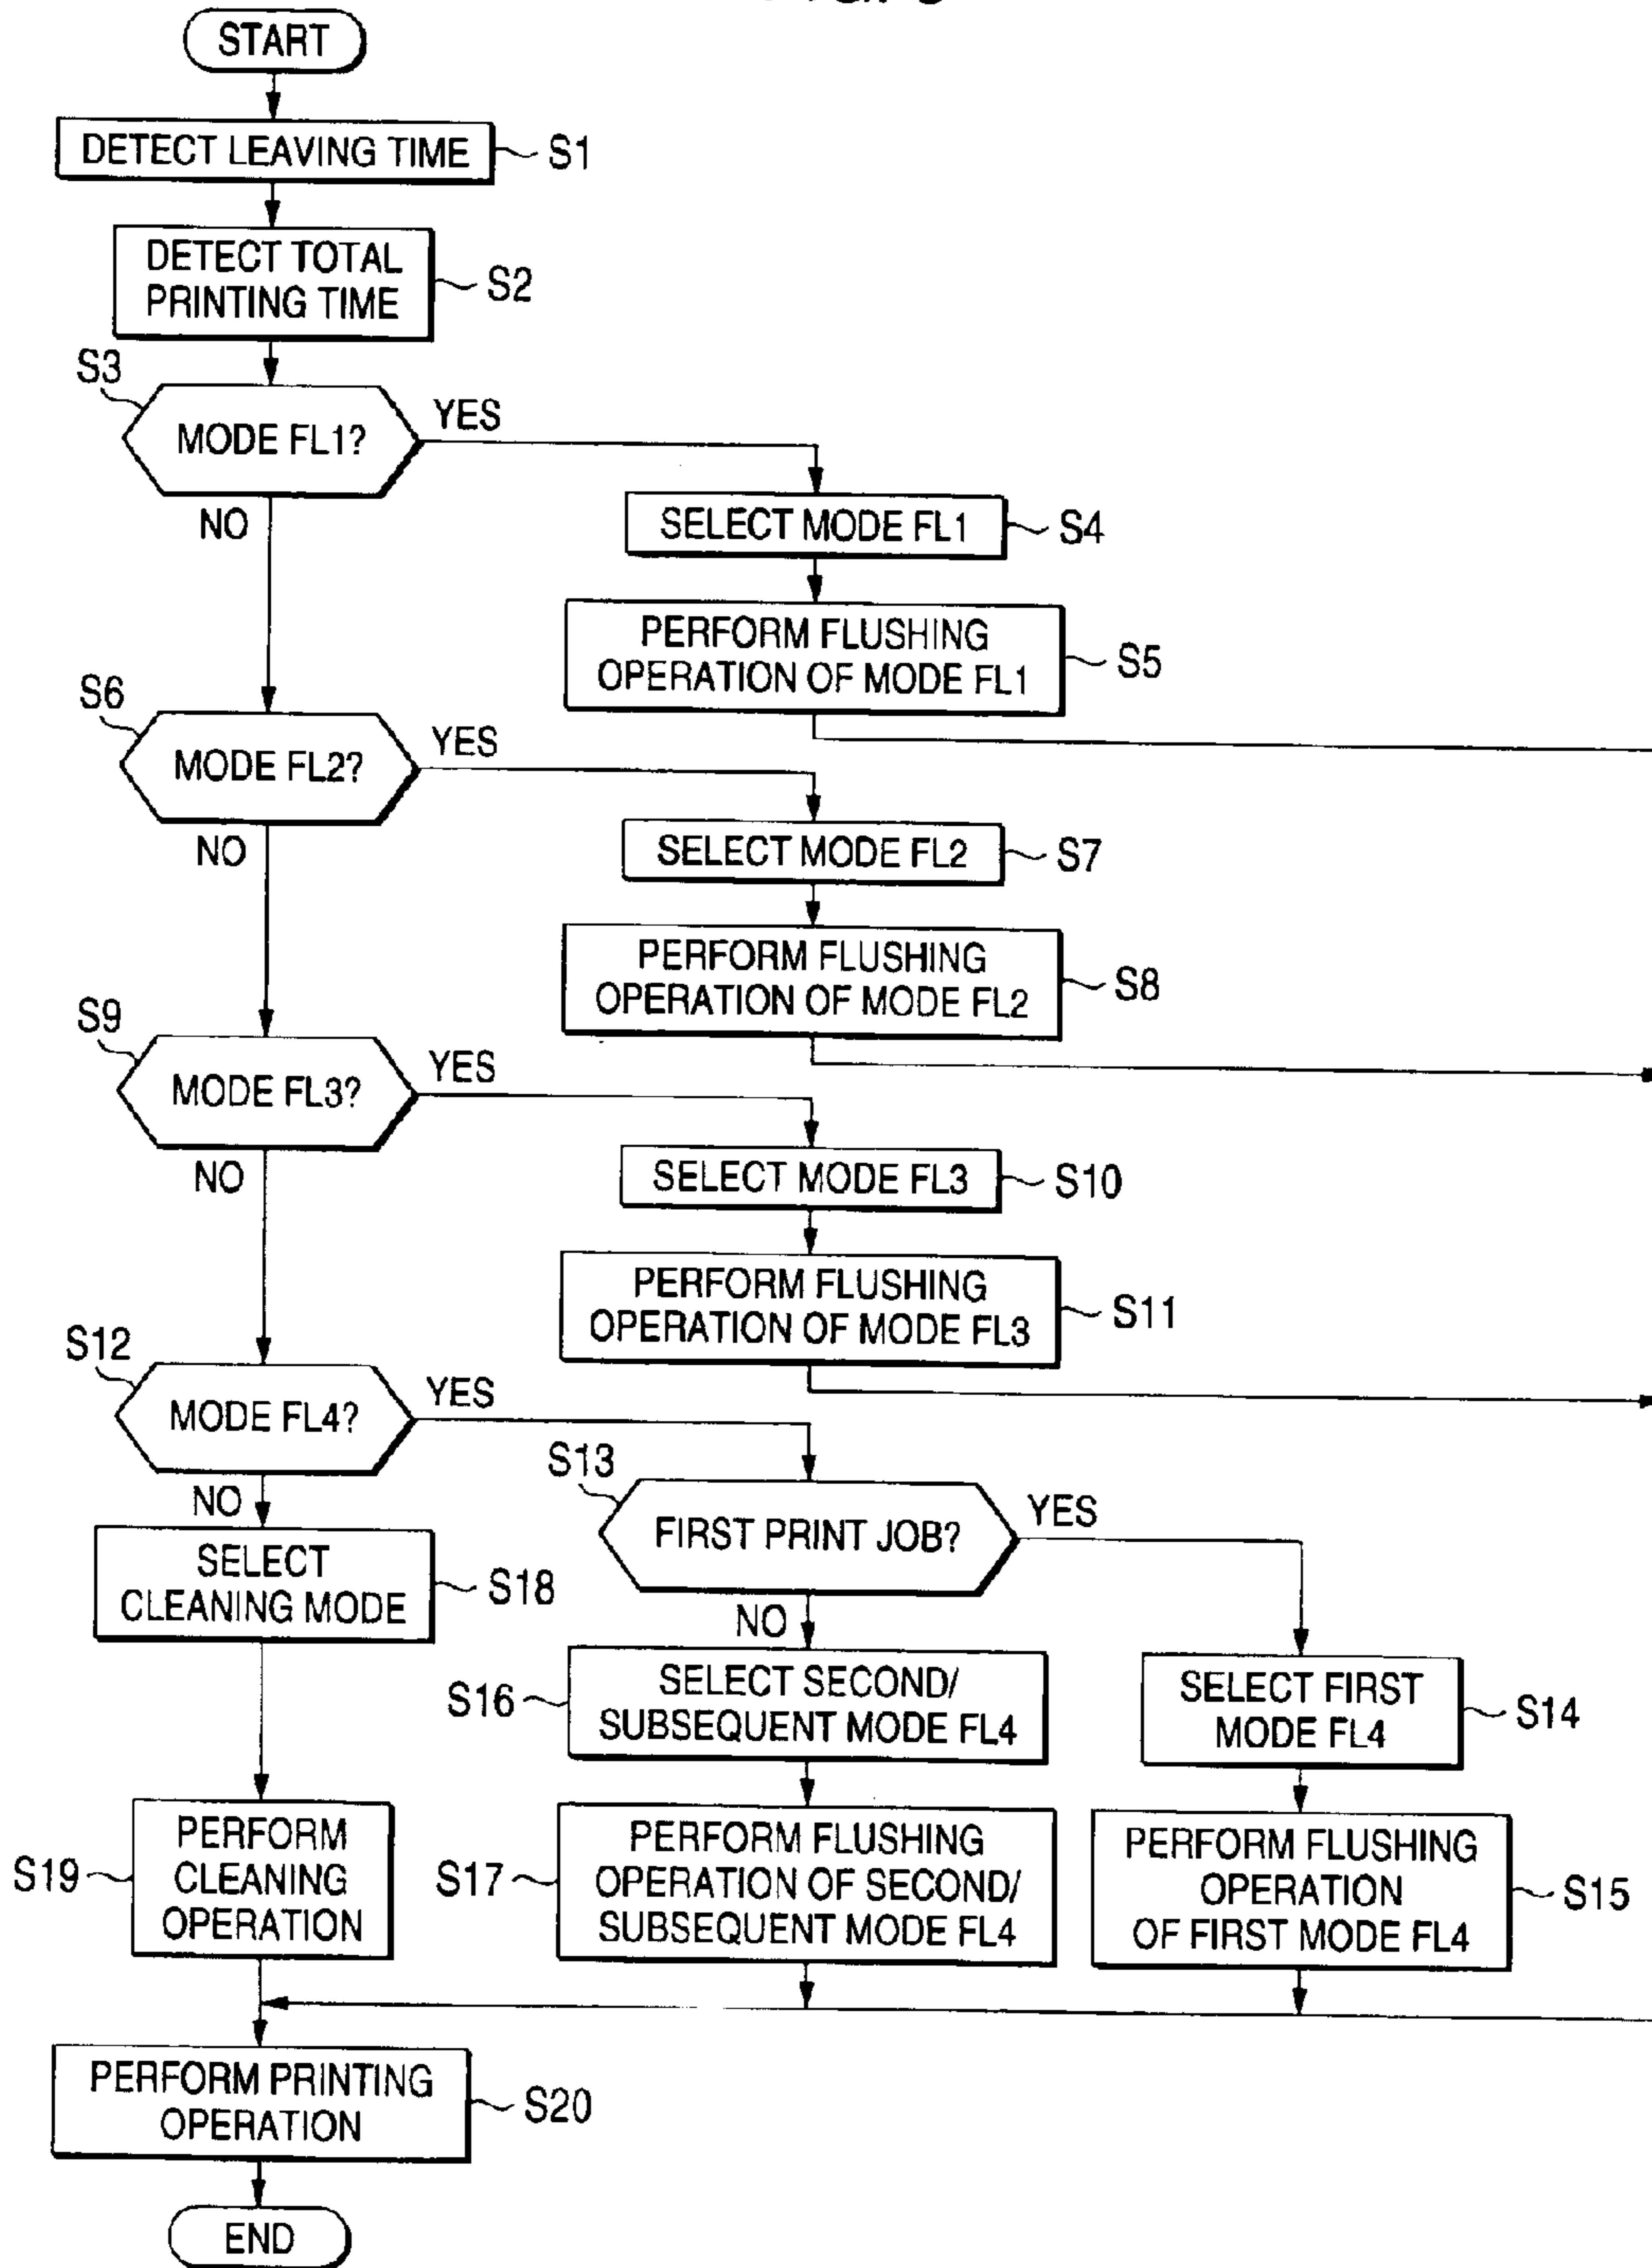 START
DETECT LEAVING TIME
S1
DETECT TOTAL
PRINTING TIME
S2
S3
MODE FL1?
YES
NO
SELECT MODE FL1
S4
PERFORM FLUSHING
OPERATION OF MODE FL1
S5
S6
MODE FL2?
YES
NO
SELECT MODE FL2
S7
PERFORM FLUSHING
OPERATION OF MODE FL2
S8
S9
MODE FL3?
YES
NO
SELECT MODE FL3
S10
PERFORM FLUSHING
OPERATION OF MODE FL3
S11
S12
MODE FL4?
YES
NO
S13
FIRST PRINT JOB?
YES
NO
SELECT
CLEANING MODE
S18
S16
SELECT SECOND/
SUBSEQUENT MODE FL4
SELECT FIRST
MODE FL4
S14
S19
PERFORM
CLEANING
OPERATION
S17
PERFORM FLUSHING
OPERATION OF SECOND/
SUBSEQUENT MODE FL4
PERFORM FLUSHING
OPERATION
OF FIRST MODE FL4
S15
PERFORM PRINTING
OPERATION
S20
END